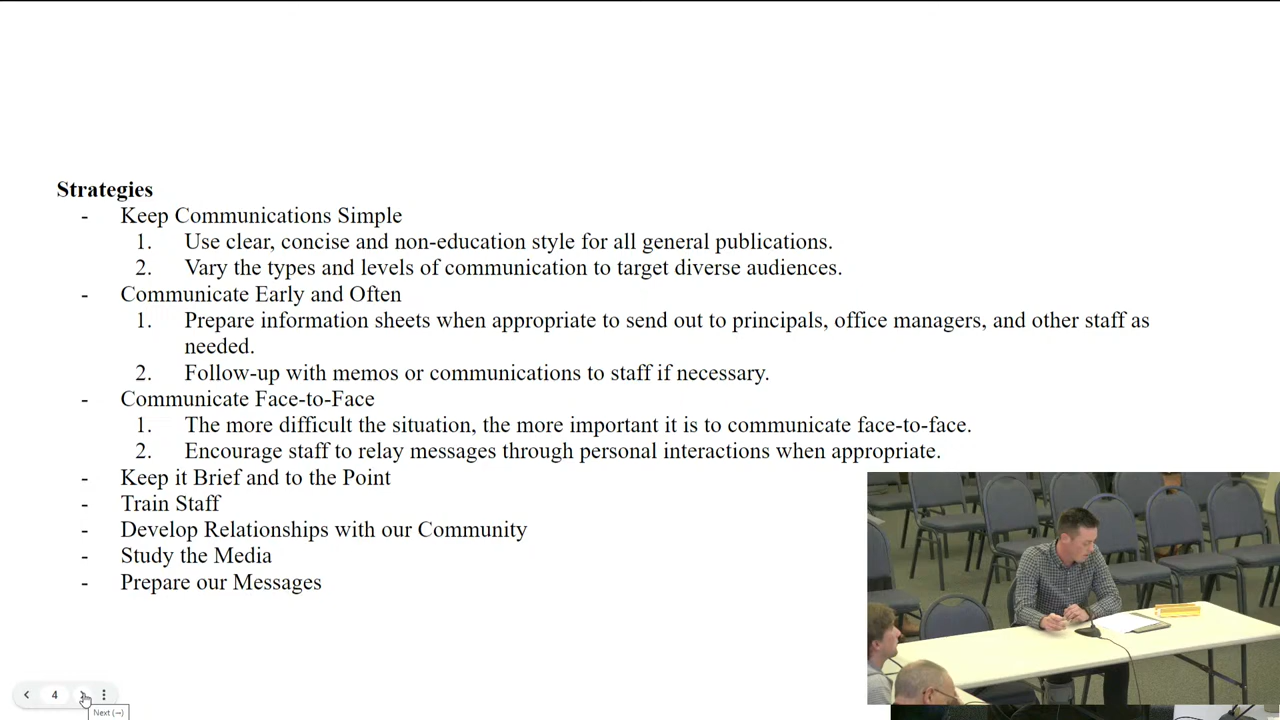 Strategies
- Keep Communications Simple
1. Use clear, concise and non-education style for all general publications.
2. Vary the types and levels of communication to target diverse audiences.
- Communicate Early and Often
1. Prepare information sheets when appropriate to send out to principals, office managers, and other staff as
needed.
2. Follow-up with memos or communications to staff if necessary.
- Communicate Face-to-Face
1. The more difficult the situation, the more important it is to communicate face-to-face.
2. Encourage staff to relay messages through personal interactions when appropriate.
- Keep it Brief and to the Point
- Train Staff
- Develop Relationships with our Community
- Study the Media
- Prepare our Messages
4
Next (→)